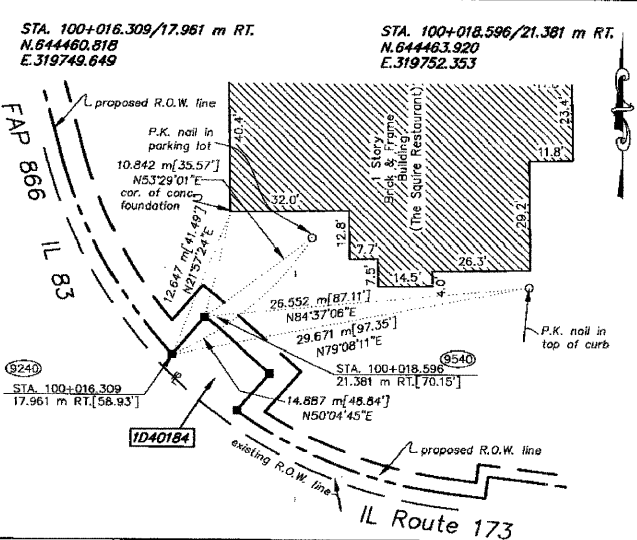 STA. 100+016.309/17.961 m RT.
N.644460.818
E.319749.649
STA. 100+018.596/21.381 m RT.
N.644463.920
E.319752.353
proposed R.O.W. line
FAP 866 IL 83
P.K. nail in
parking lot
10.842 m[35.57']
N53°29'01"E
cor. of conc.
foundation
12.647 m[41.49']
N21°57'24"E
40.4'
1 Story
Brick & Frame
Building
(The Squire Restaurant)
23.4'
11.8'
29.2'
32.0'
12.8'
7.7'
7.5'
14.5'
4.0'
26.3'
26.552 m[87.11']
N84°37'06"E
29.671 m[97.35']
N79°08'11"E
P.K. nail in
top of curb
9240
STA. 100+016.309
17.961 m RT.[58.93']
9540
STA. 100+018.596
21.381 m RT.[70.15']
14.887 m[48.84']
N50°04'45"E
1D40184
existing R.O.W. line
proposed R.O.W. line
IL Route 173